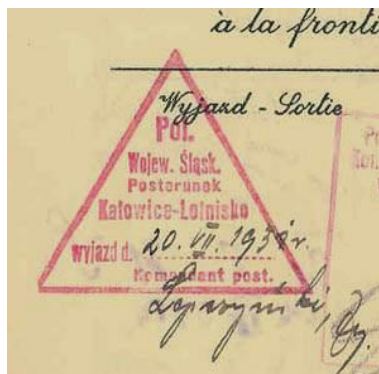 à la fronti
Wyjazd - Sortie
Pol.
Wojew. Śląsk.
Posterunek
Katowice-Lotnisko
wyjazd d. 20. VII. 1938 r.
Komendant post.